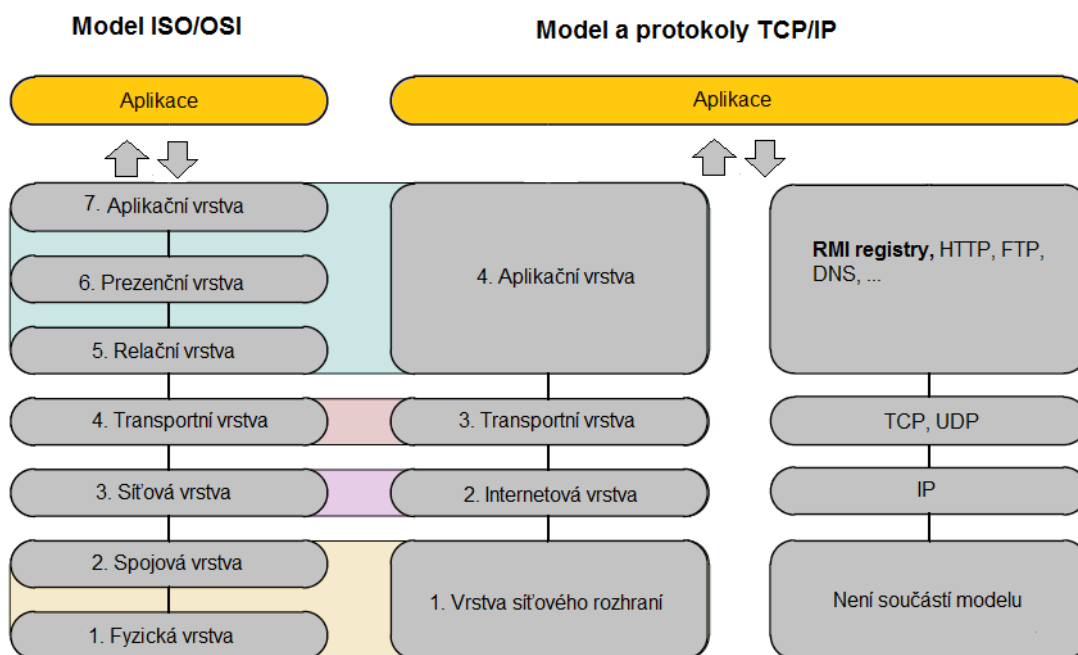 Model ISO/OSI
Model a protokoly TCP/IP
Aplikace
Aplikace
7. Aplikační vrstva
6. Prezenční vrstva
5. Relační vrstva
4. Transportní vrstva
3. Síťová vrstva
2. Spojová vrstva
1. Fyzická vrstva
4. Aplikační vrstva
3. Transportní vrstva
2. Internetová vrstva
1. Vrstva síťového rozhraní
RMI registry, HTTP, FTP,
DNS, ...
TCP, UDP
IP
Není součástí modelu